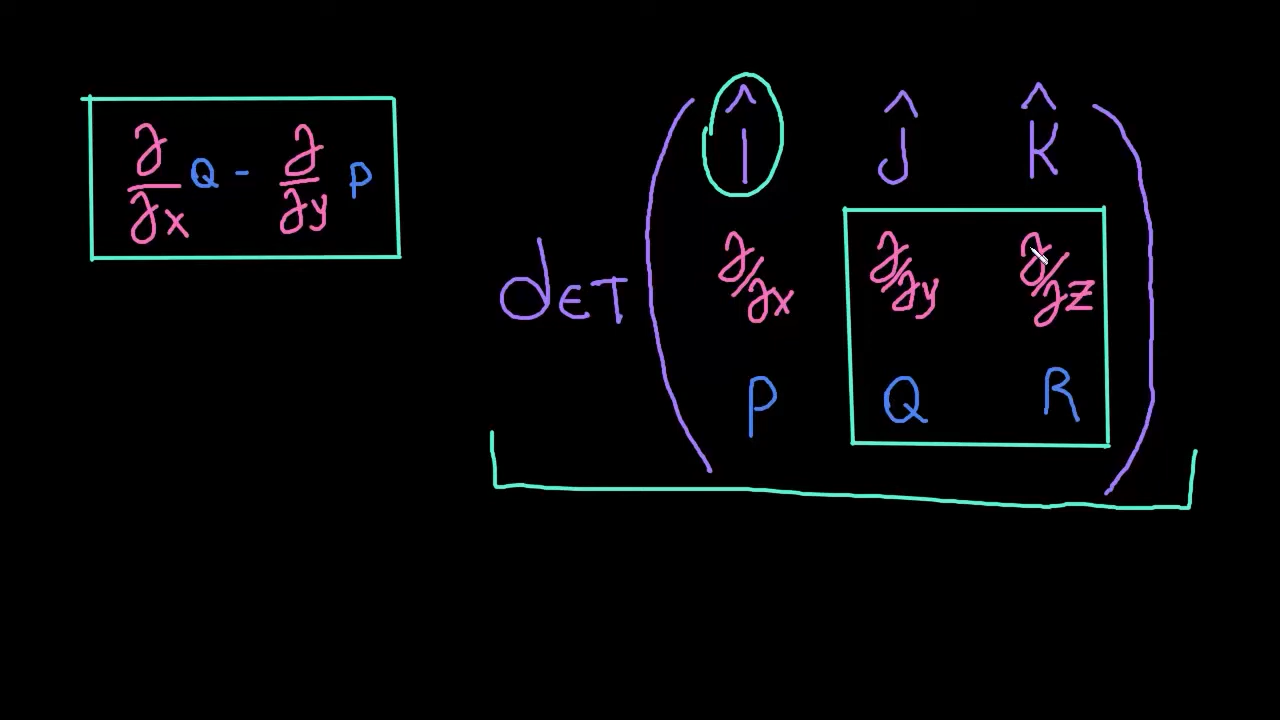 ∂/∂x Q - ∂/∂y P
Î Ĵ K̂
DET
∂/∂x ∂/∂y ∂/∂z
P Q R